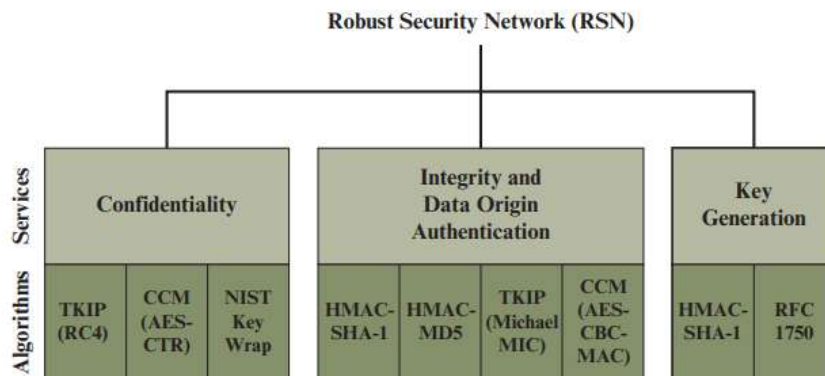 Robust Security Network (RSN)
Services
Confidentiality
Integrity and
Data Origin
Authentication
Key
Generation
Algorithms
TKIP
(RC4)
CCM
(AES-
CTR)
NIST
Key
Wrap
HMAC-
SHA-1
HMAC-
MD5
TKIP
(Michael
MIC)
CCM
(AES-
CBC-
MAC)
HMAC-
SHA-1
RFC
1750